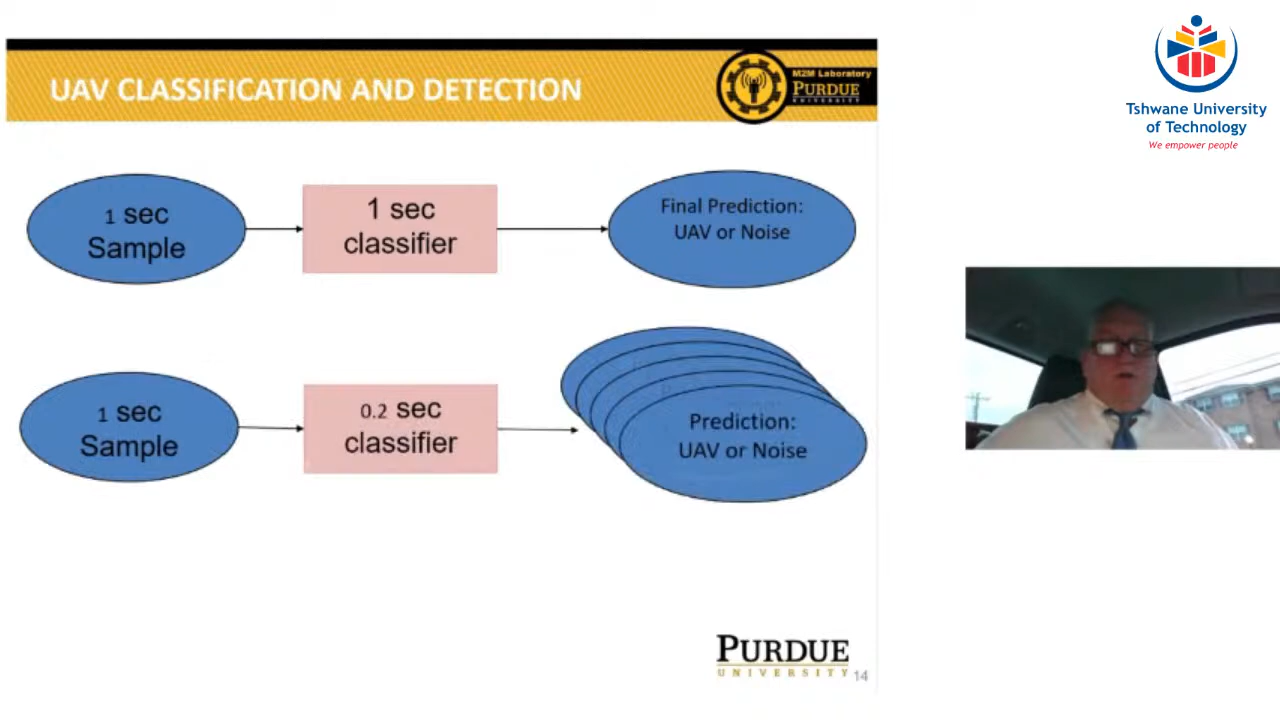 UAV CLASSIFICATION AND DETECTION
M2M Laboratory
PURDUE
UNIVERSITY
Tshwane University
of Technology
We empower people
1 sec
Sample
1 sec
classifier
Final Prediction:
UAV or Noise
1 sec
Sample
0.2 sec
classifier
Prediction:
UAV or Noise
PURDUE
UNIVERSITY
14